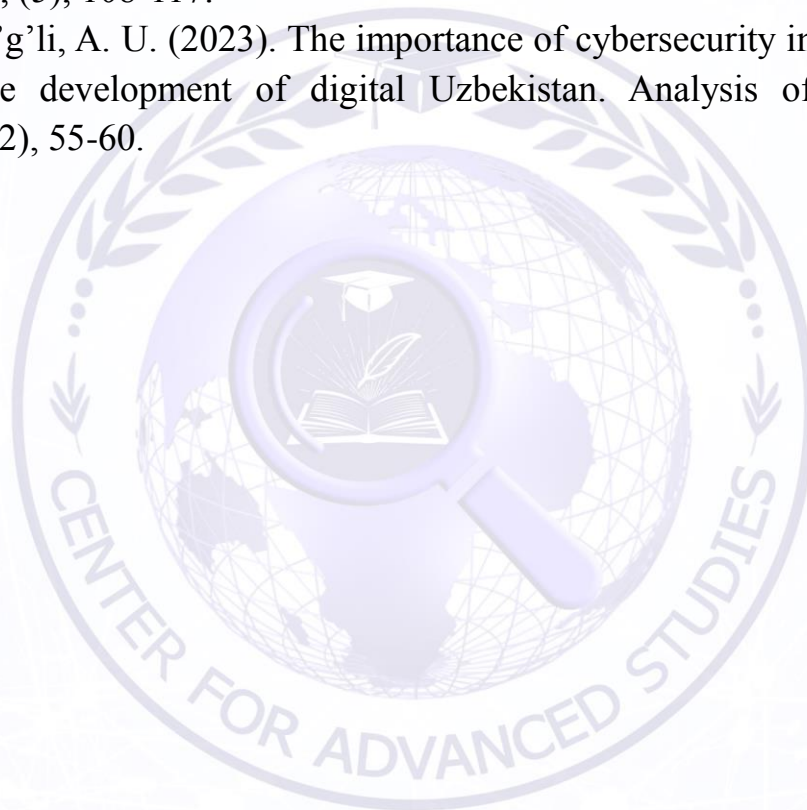 (3), 108-117.
’g’li, A. U. (2023). The importance of cybersecurity in
e development of digital Uzbekistan. Analysis of
2), 55-60.
CENTER FOR ADVANCED STUDIES